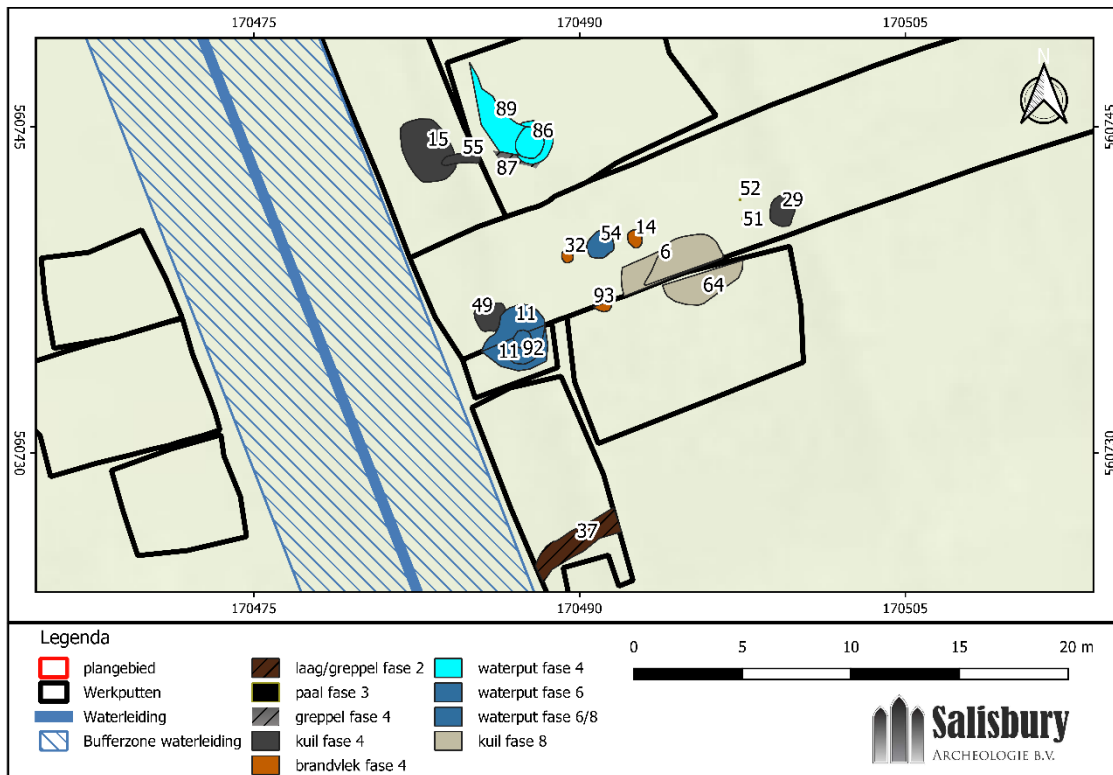 170475 170490 170505
N
560745 560745
89
86
15
55
87
52
29
51
14
54
32
6
64
93
49
11
11 92
560730 560730
37
170475 170490 170505
Legenda
plangebied
Werkputten
Waterleiding
Bufferzone waterleiding
laag/greppel fase 2
paal fase 3
greppel fase 4
kuil fase 4
brandvlek fase 4
waterput fase 4
waterput fase 6
waterput fase 6/8
kuil fase 8
0 5 10 15 20 m
Salisbury
ARCHEOLOGIE B.V.